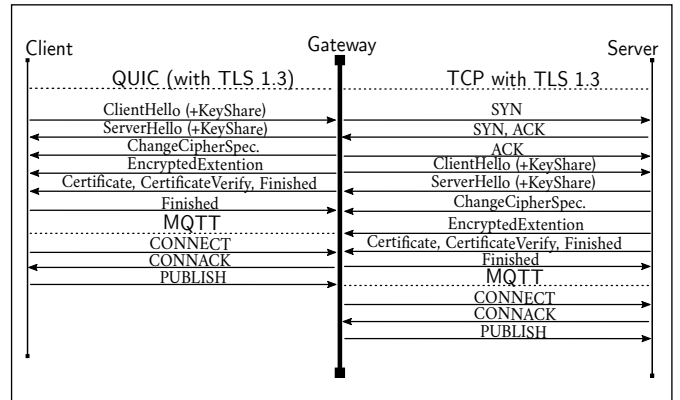 Client
Gateway
Server
QUIC (with TLS 1.3)
ClientHello (+KeyShare)
ServerHello (+KeyShare)
ChangeCipherSpec.
EncryptedExtention
Certificate, CertificateVerify, Finished
Finished
MQTT
CONNECT
CONNACK
PUBLISH
TCP with TLS 1.3
SYN
SYN, ACK
ACK
ClientHello (+KeyShare)
ServerHello (+KeyShare)
ChangeCipherSpec.
EncryptedExtention
Certificate, CertificateVerify, Finished
Finished
MQTT
CONNECT
CONNACK
PUBLISH